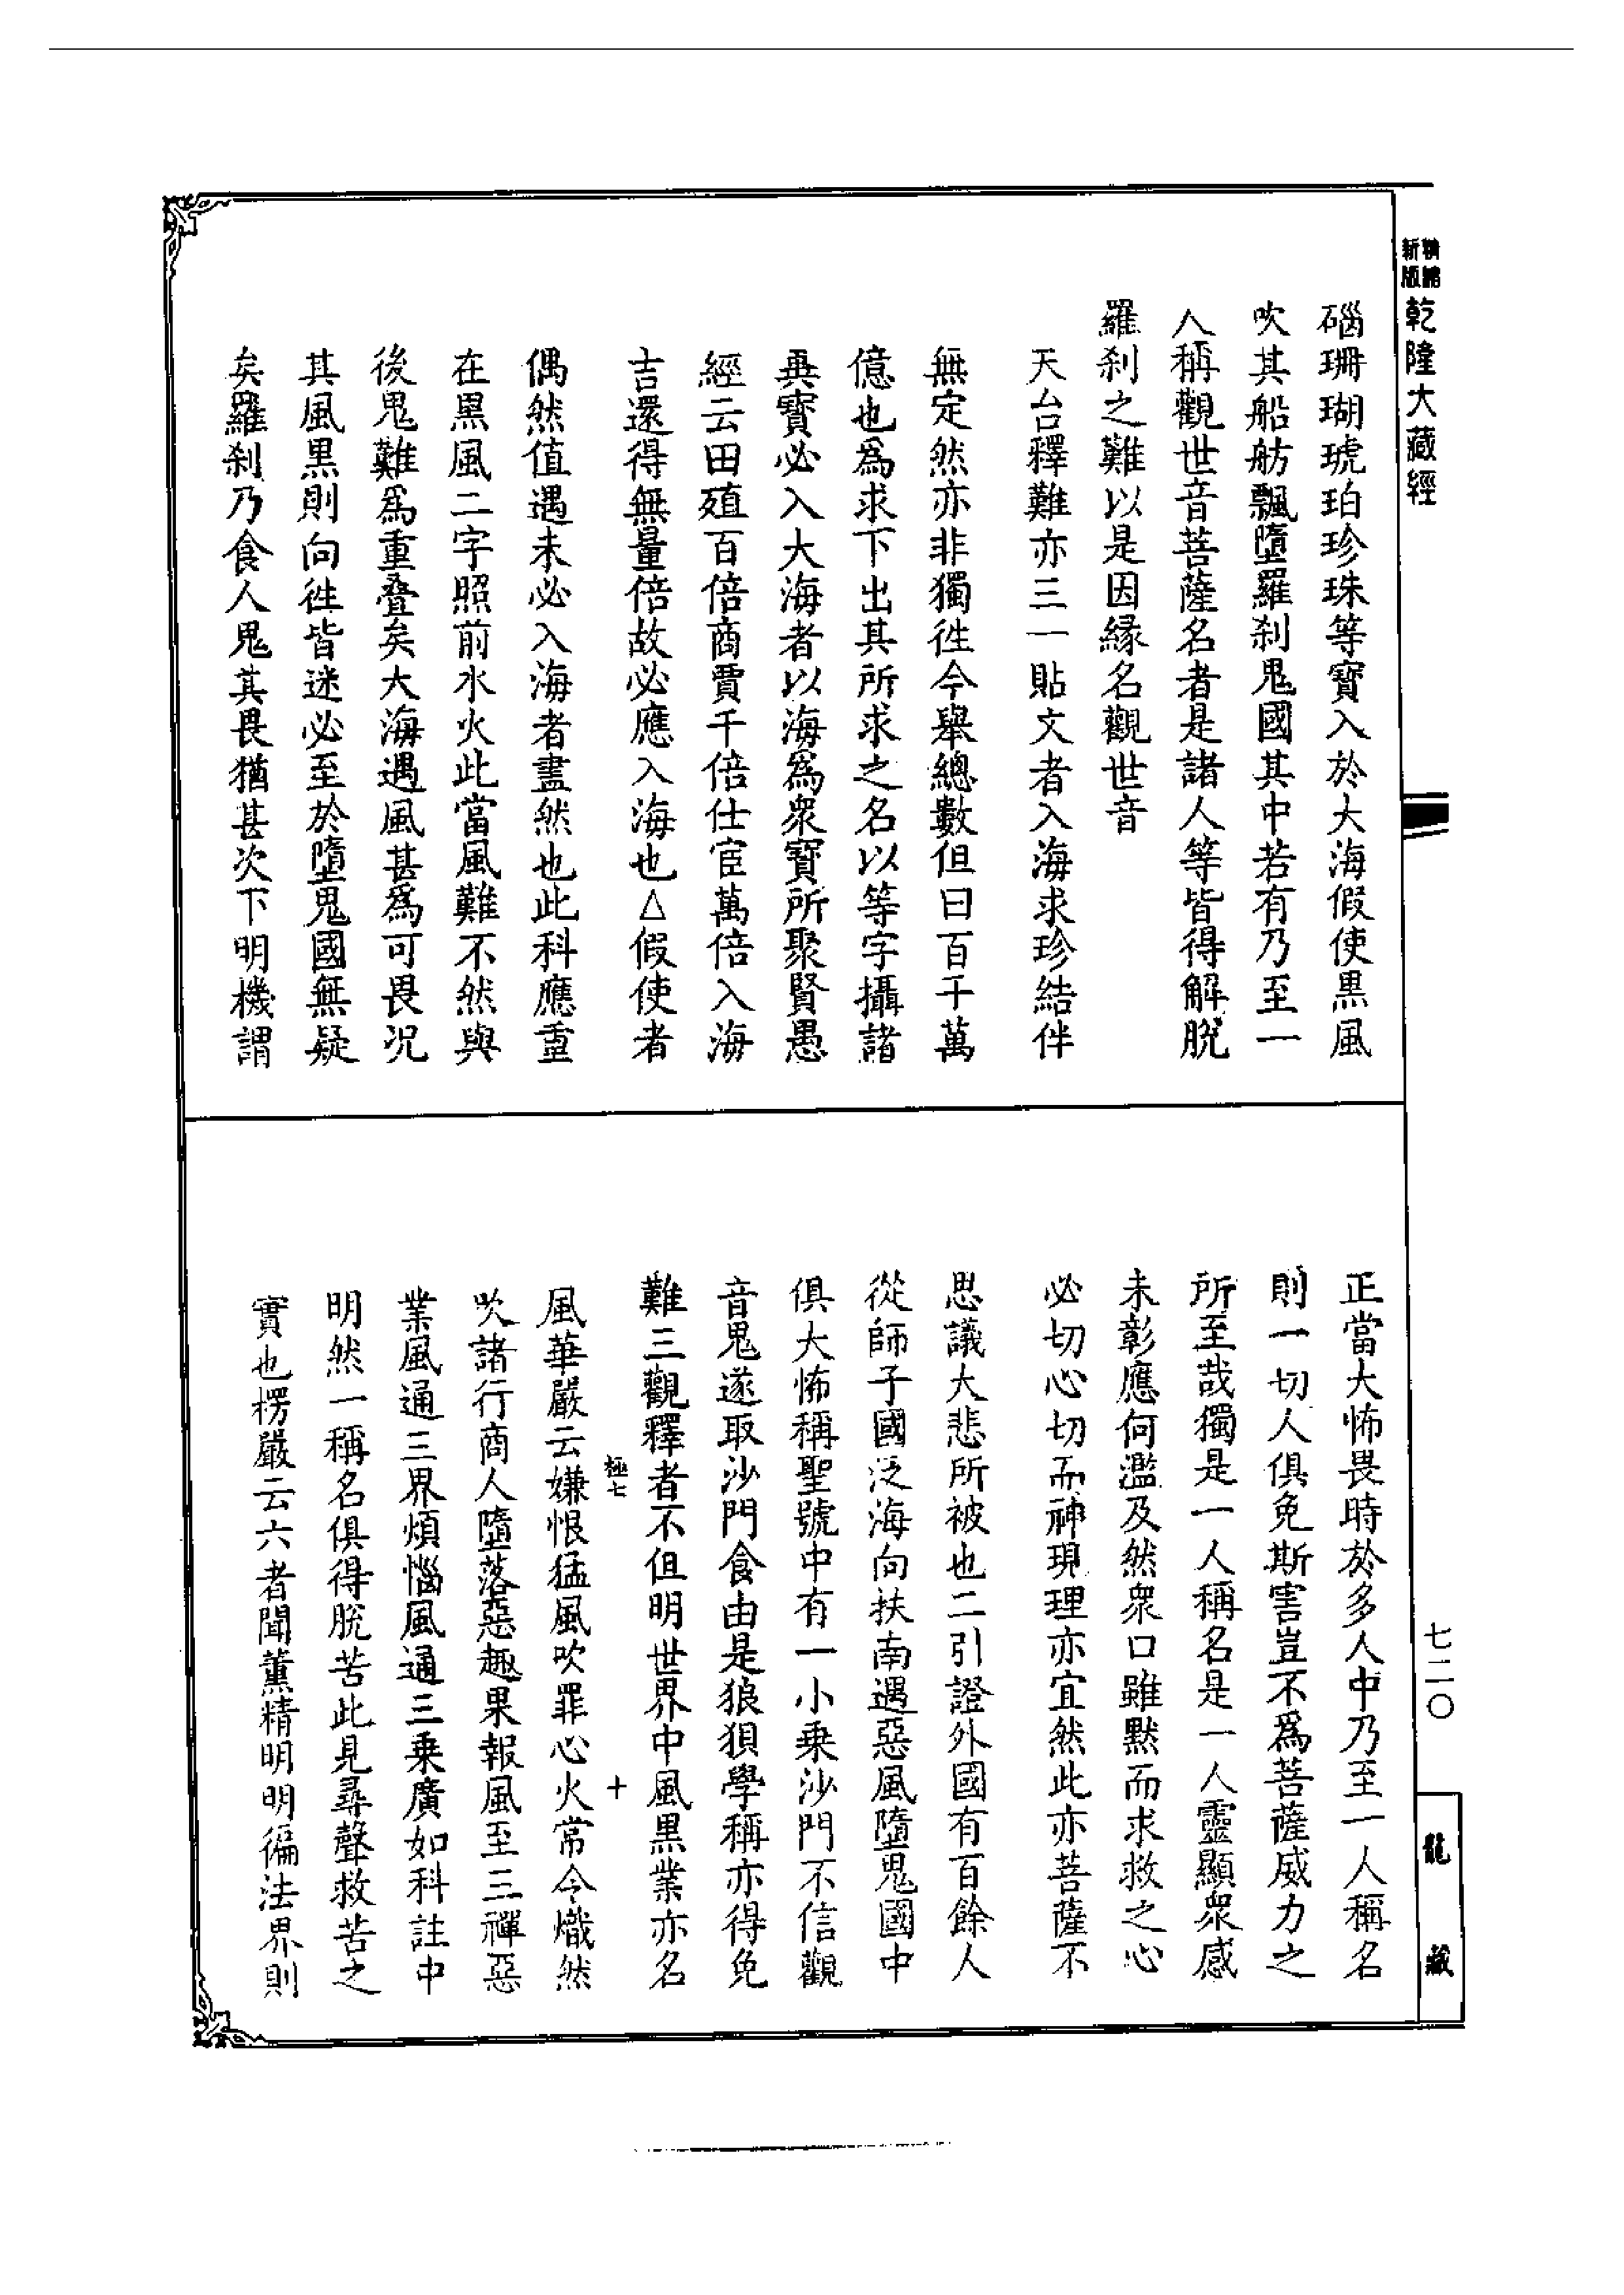 新版
精縮
乾隆大藏經
碯珊瑚琥珀珍珠等寶入於大海假使黒風
吹其船舫飄墮羅刹鬼國其中若有乃至一
人稱觀世音菩薩名者是諸人等皆得解脫
羅刹之難以是因縁名觀世音
天台釋難亦三一貼文者入海求珍結伴
無定然亦非獨徃今舉總數但曰百千萬
億也爲求下出其所求之名以等字攝諸
異寶必入大海者以海爲衆寶所聚賢愚
經云田殖百倍商賈千倍仕宦萬倍入海
吉還得無量倍故必應入海也△假使者
偶然值遇未必入海者盡然也此科應重
在黒風二字照前水火此當風難不然與
後鬼難爲重疊矣大海遇風甚爲可畏况
其風黒則向徃皆迷必至於墮鬼國無疑
矣羅刹乃食人鬼其畏猶甚次下明機謂
正當大怖畏時於多人中乃至一人稱名
則一切人俱免斯害豈不爲菩薩威力之
所至哉獨是一人稱名是一人靈顯衆感
未彰應何濫及然衆口雖黙而求救之心
必切心切而神現理亦宜然此亦菩薩不
思議大悲所被也二引證外國有百餘人
從師子國泛海向扶南遇惡風墮鬼國中
俱大怖稱聖號中有一小乗沙門不信觀
音鬼遂取沙門食由是狼狽學稱亦得免
難三觀釋者不但明世界中風黒業亦名
極七
十
風華嚴云嫌恨猛風吹罪心火常令熾然
吹諸行商人墮落惡趣果報風至三禪惡
業風通三界煩惱風通三乗廣如科註中
明然一稱名俱得脫苦此見尋聲救苦之
實也楞嚴云六者聞薰精明明徧法界則
七二〇
龍藏